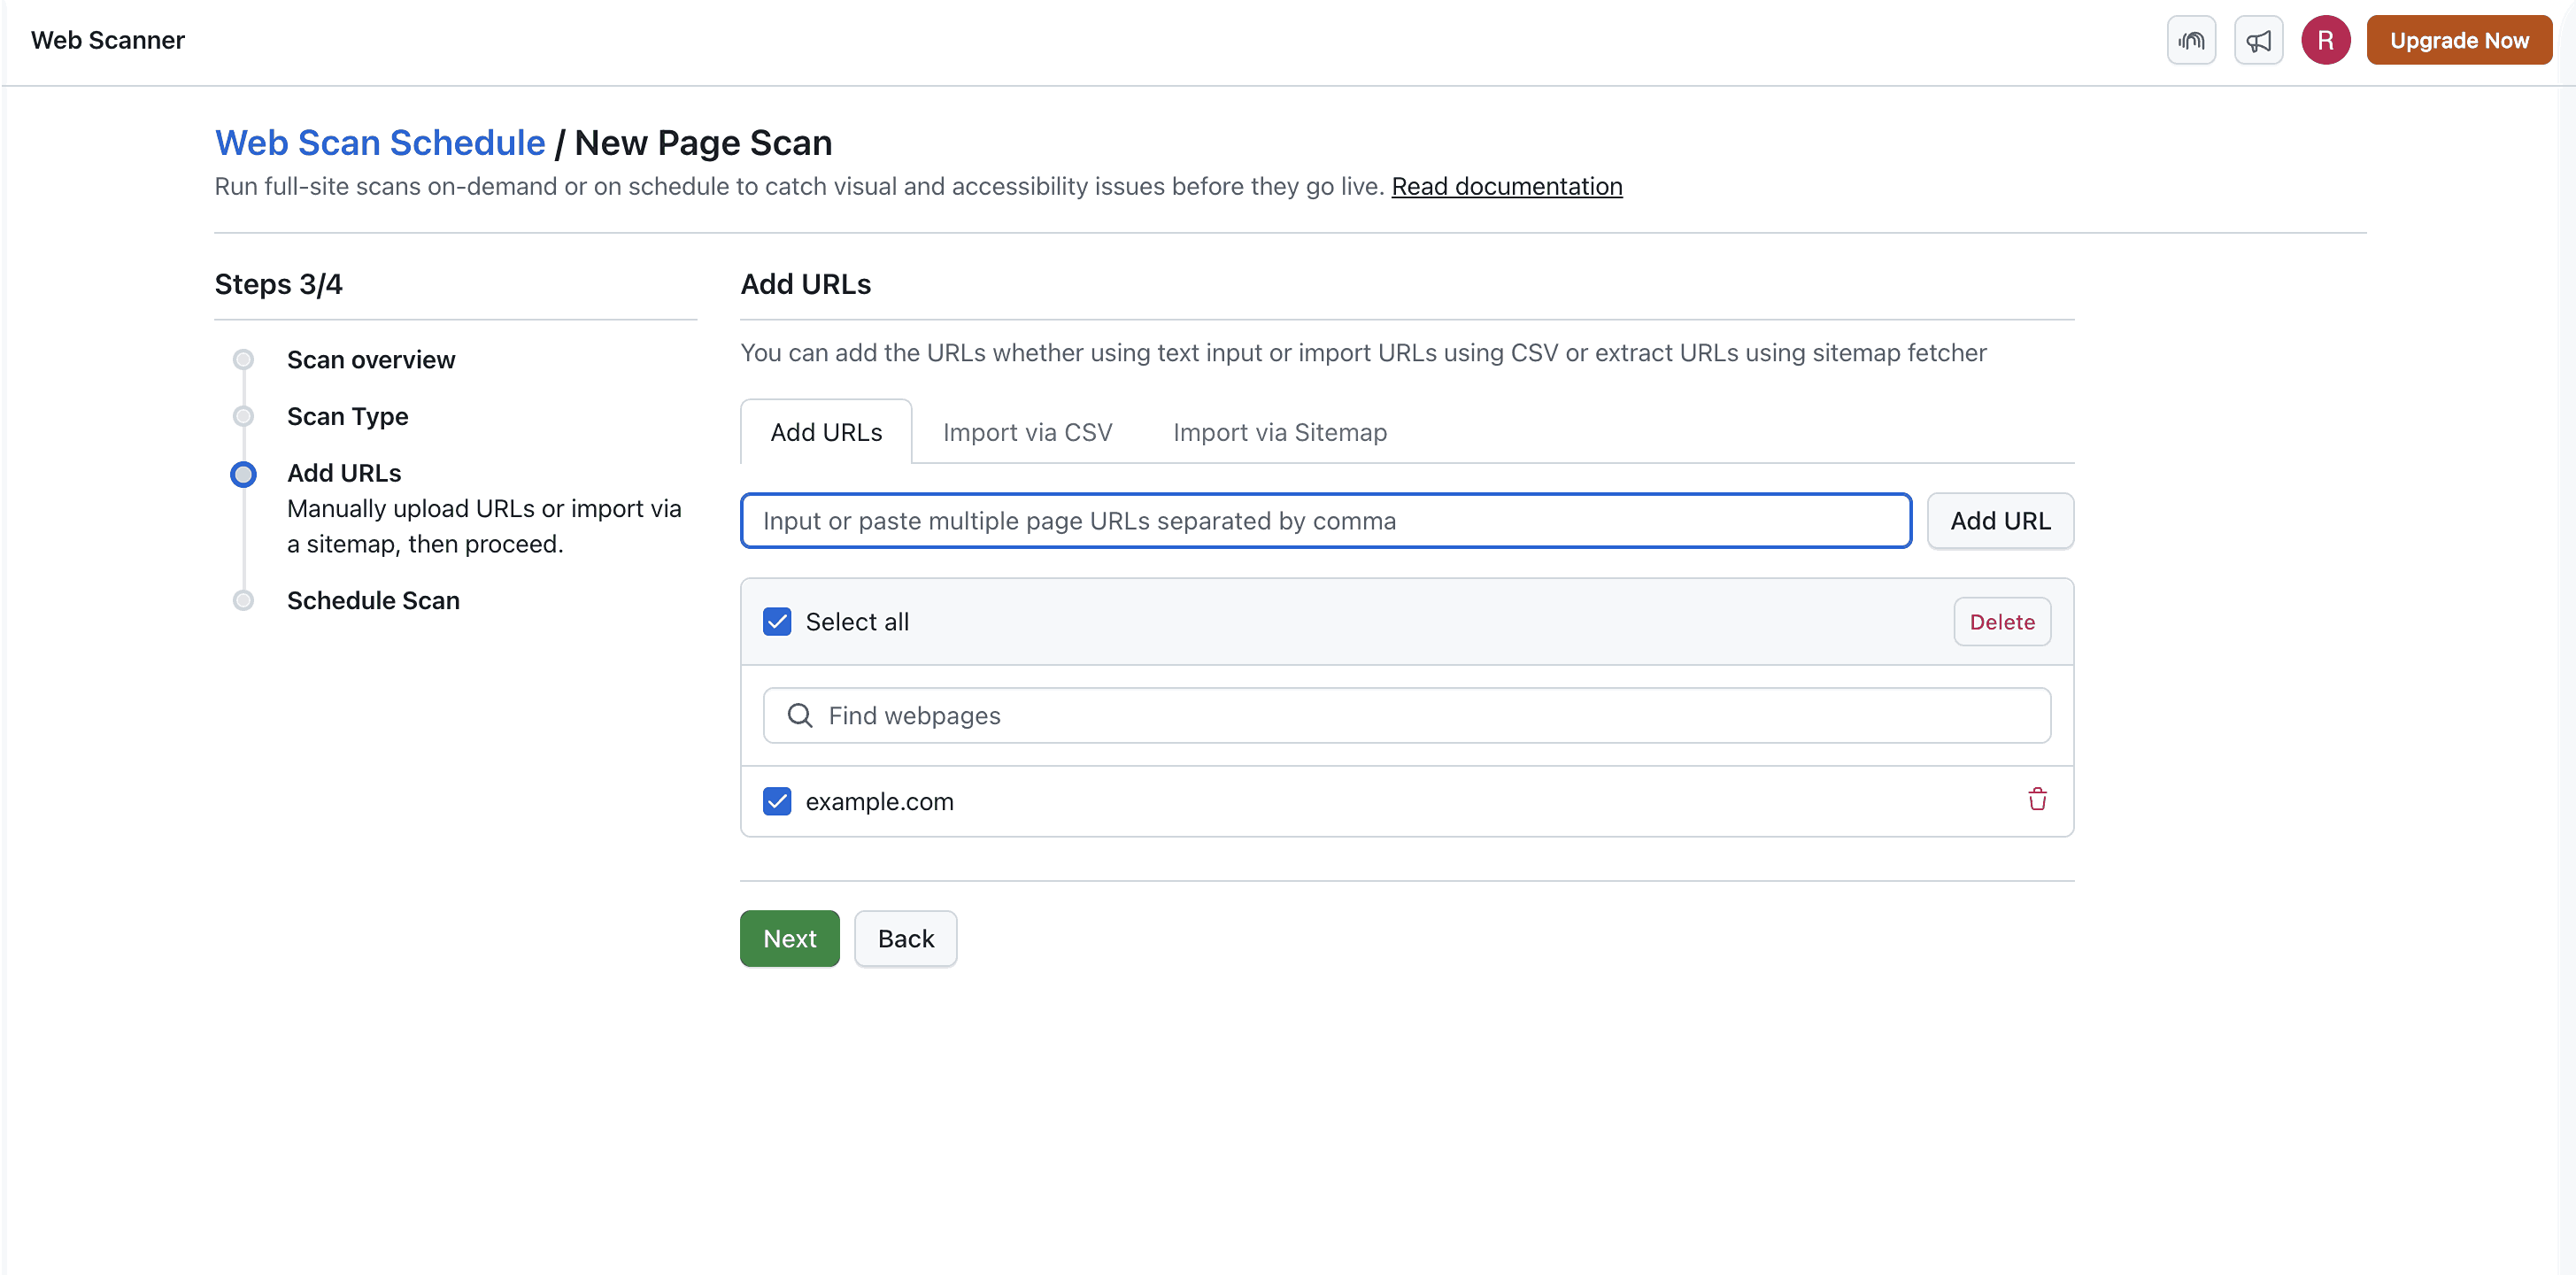 Web Scanner
R
Upgrade Now
Web Scan Schedule / New Page Scan
Run full-site scans on-demand or on schedule to catch visual and accessibility issues before they go live. Read documentation
Steps 3/4
Scan overview
Scan Type
Add URLs
Manually upload URLs or import via
a sitemap, then proceed.
Schedule Scan
Add URLs
You can add the URLs whether using text input or import URLs using CSV or extract URLs using sitemap fetcher
Add URLs
Import via CSV
Import via Sitemap
Input or paste multiple page URLs separated by comma
Add URL
Select all
Delete
Find webpages
example.com
Next
Back